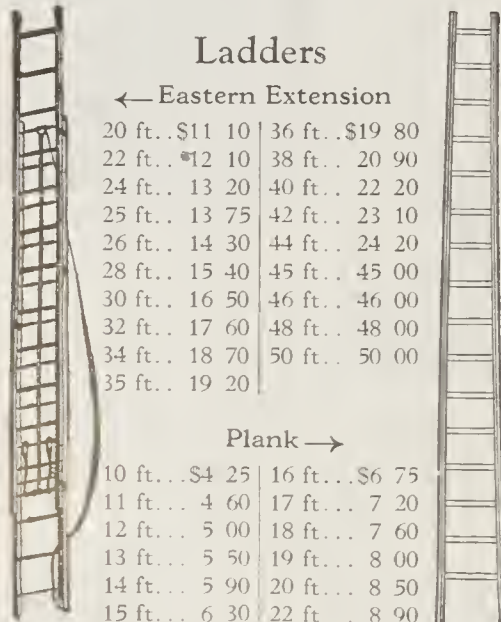 Ladders
←Eastern Extension
20 ft..$11 10 | 36 ft..$19 80
22 ft.. 12 10 | 38 ft.. 20 90
24 ft.. 13 20 | 40 ft.. 22 20
25 ft.. 13 75 | 42 ft.. 23 10
26 ft.. 14 30 | 44 ft.. 24 20
28 ft.. 15 40 | 45 ft.. 45 00
30 ft.. 16 50 | 46 ft.. 46 00
32 ft.. 17 60 | 48 ft.. 48 00
34 ft.. 18 70 | 50 ft.. 50 00
35 ft.. 19 20
Plank→
10 ft...$4 25 | 16 ft...$6 75
11 ft... 4 60 | 17 ft... 7 20
12 ft... 5 00 | 18 ft... 7 60
13 ft... 5 50 | 19 ft... 8 00
14 ft... 5 90 | 20 ft... 8 50
15 ft... 6 30 | 22 ft... 8 90